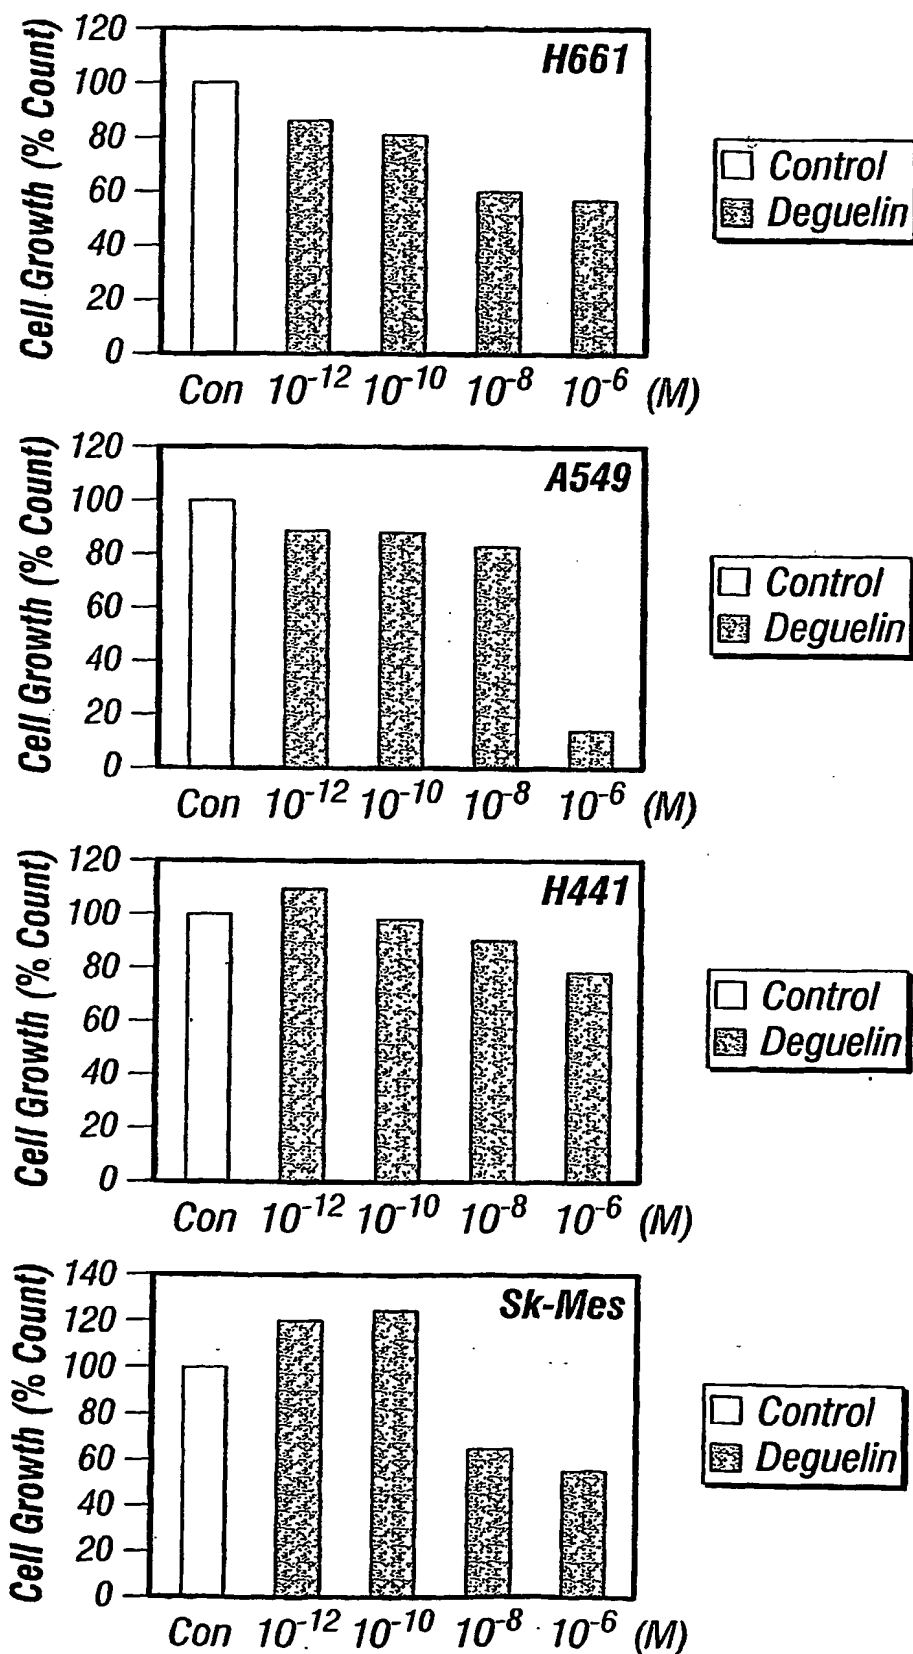 H661
Cell Growth (% Count)
120
100
80
60
40
20
0
Con 10⁻¹² 10⁻¹⁰ 10⁻⁸ 10⁻⁶ (M)
Control
Deguelin
A549
Cell Growth (% Count)
120
100
80
60
40
20
0
Con 10⁻¹² 10⁻¹⁰ 10⁻⁸ 10⁻⁶ (M)
Control
Deguelin
H441
Cell Growth (% Count)
120
100
80
60
40
20
0
Con 10⁻¹² 10⁻¹⁰ 10⁻⁸ 10⁻⁶ (M)
Control
Deguelin
Sk-Mes
Cell Growth (% Count)
140
120
100
80
60
40
20
0
Con 10⁻¹² 10⁻¹⁰ 10⁻⁸ 10⁻⁶ (M)
Control
Deguelin